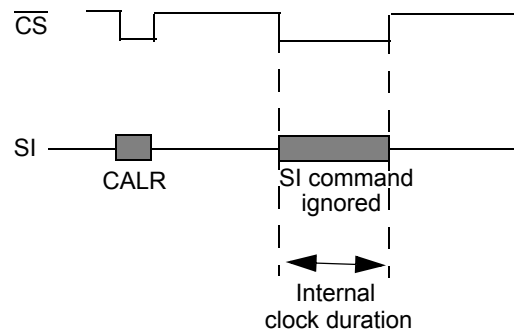 CS
SI
CALR
SI command
ignored
Internal
clock duration